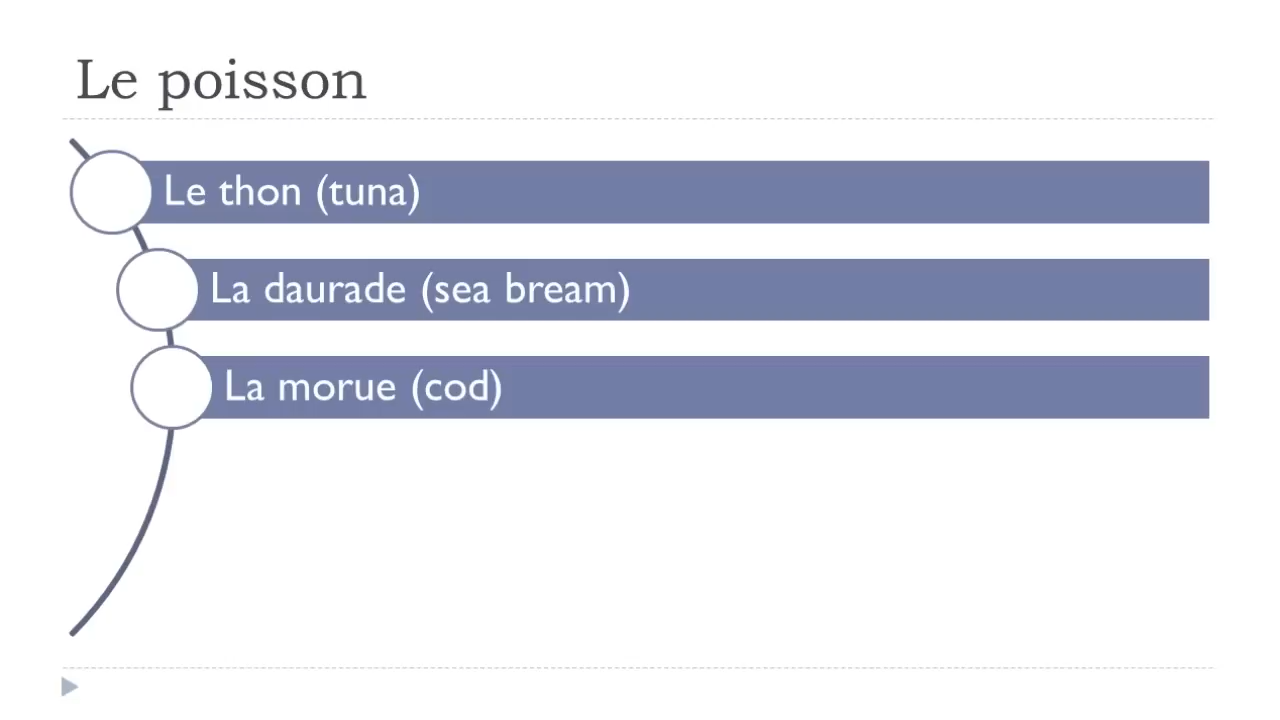 Le poisson
Le thon (tuna)
La daurade (sea bream)
La morue (cod)